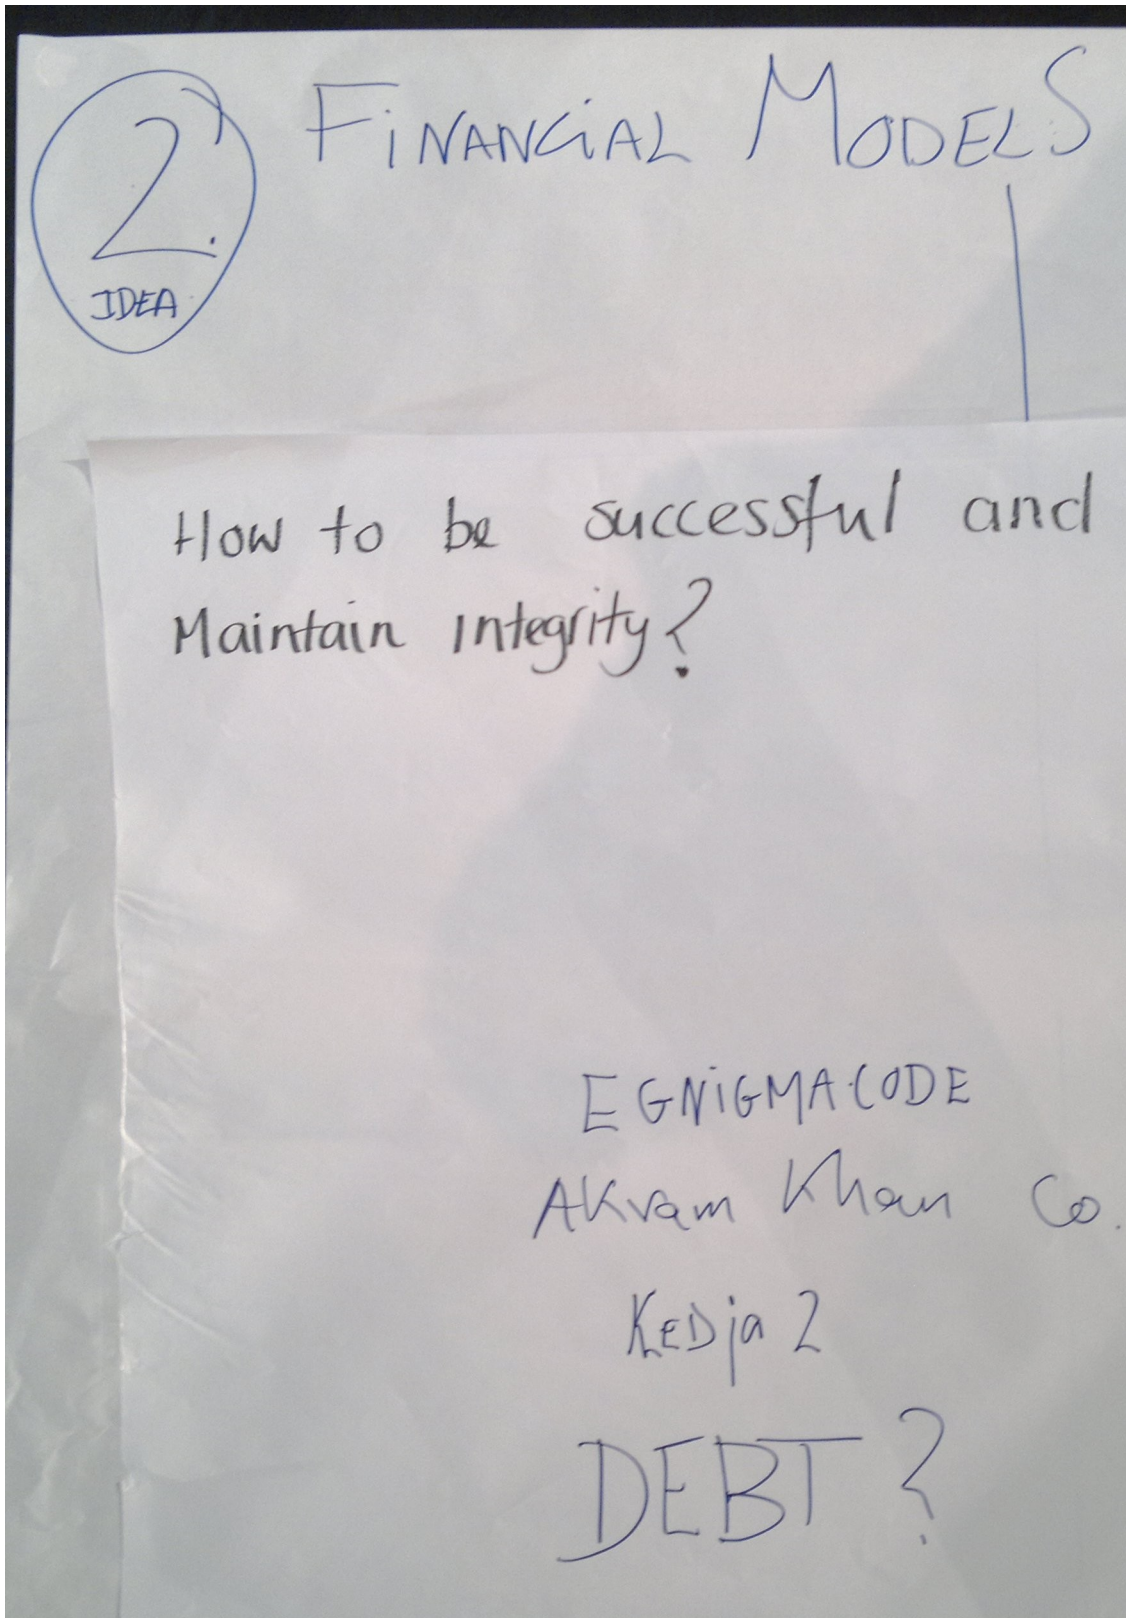 2. FiNANCiAL MODELS
IDEA
How to be successful and
Maintain integrity?
EGNiGMA·CODE
Akram Khan Co.
KEDja 2
DEBT?